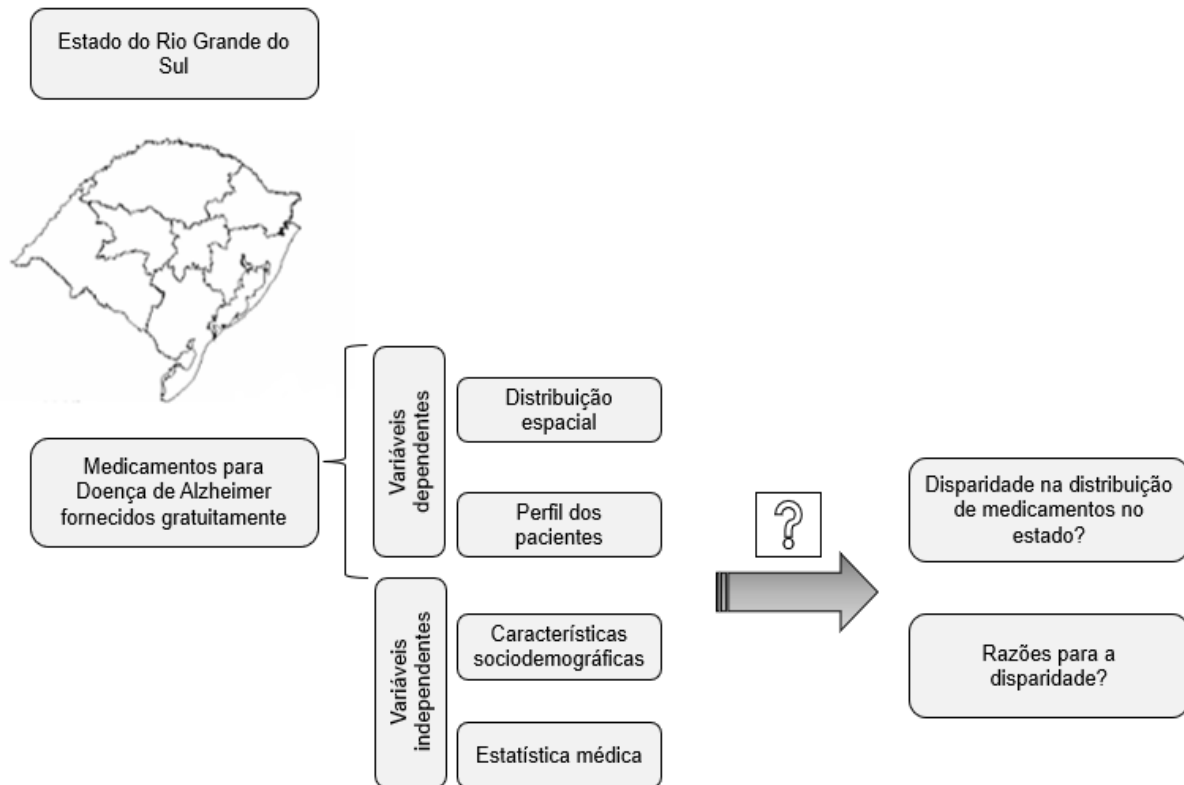 Estado do Rio Grande do
Sul
Medicamentos para
Doença de Alzheimer
fornecidos gratuitamente
Variáveis
dependentes
Distribuição
espacial
Perfil dos
pacientes
Variáveis
independentes
Características
sociodemográficas
Estatística médica
?
Disparidade na distribuição
de medicamentos no
estado?
Razões para a
disparidade?